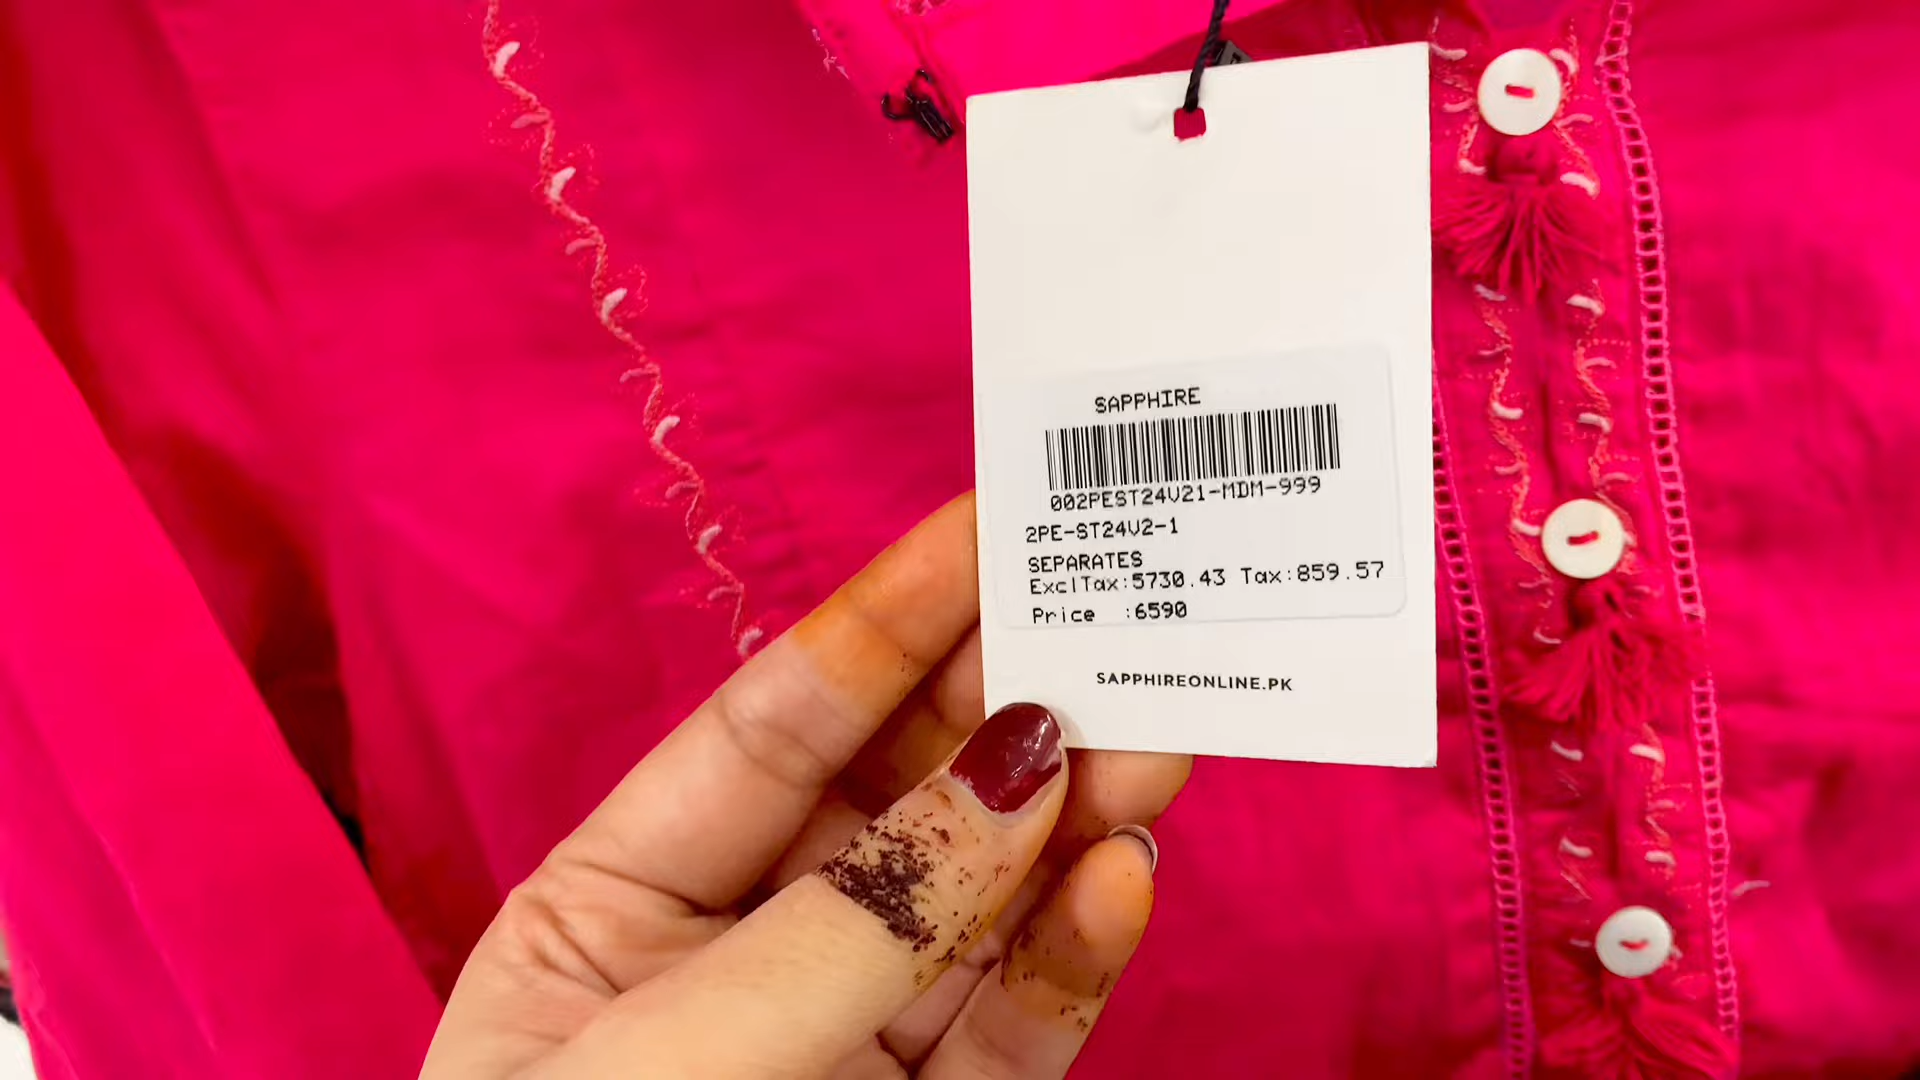 SAPPHIRE
002PEST24V21-MDM-999
2PE-ST24V2-1
SEPARATES
ExclTax:5730.43 Tax:859.57
Price :6590
SAPPHIREONLINE.PK